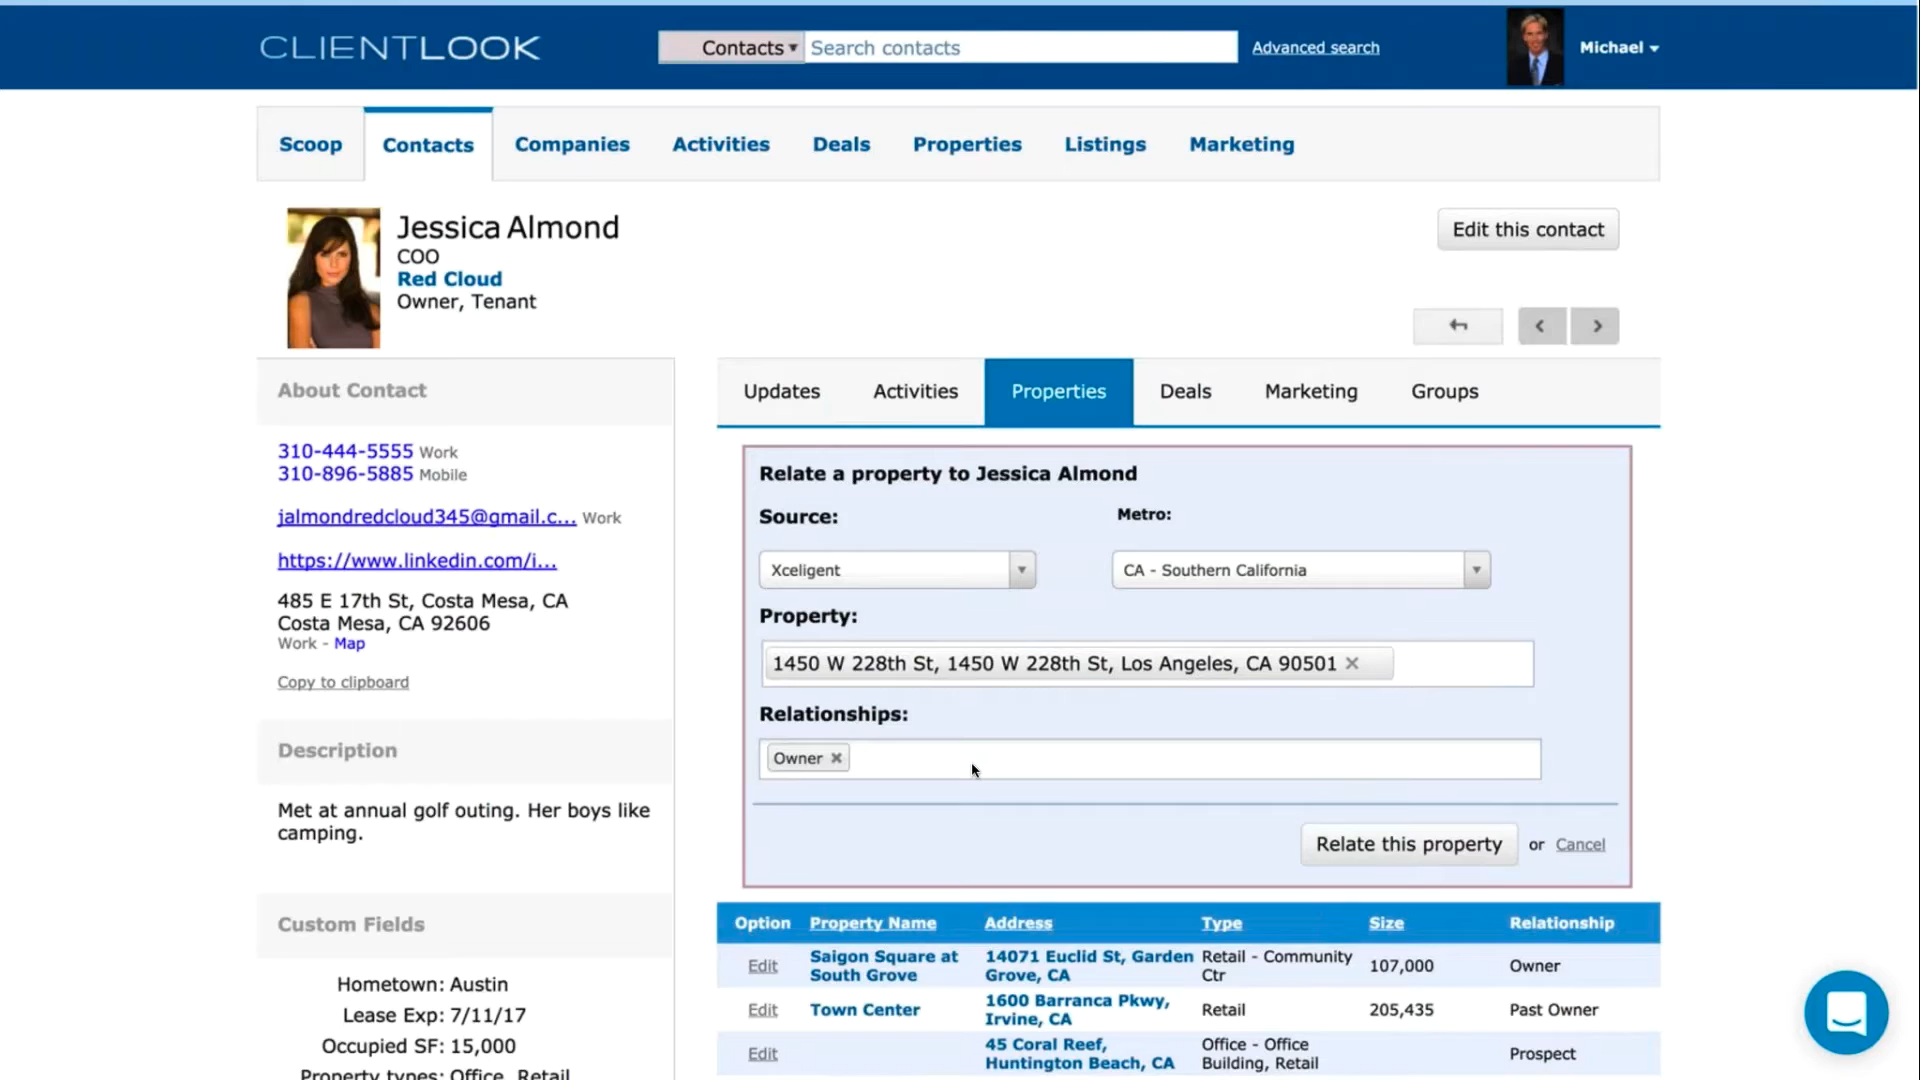 CLIENTLOOK
Contacts ▾ Search contacts Advanced search Michael
Scoop Contacts Companies Activities Deals Properties Listings Marketing
Jessica Almond
COO
Red Cloud
Owner, Tenant
Edit this contact
About Contact
310-444-5555 Work
310-896-5885 Mobile
jalmondredcloud345@gmail.c... Work
https://www.linkedin.com/i...
485 E 17th St, Costa Mesa, CA
Costa Mesa, CA 92606
Work - Map
Copy to clipboard
Description
Met at annual golf outing. Her boys like
camping.
Custom Fields
Hometown: Austin
Lease Exp: 7/11/17
Occupied SF: 15,000
Property types: Office, Retail
Updates Activities Properties Deals Marketing Groups
Relate a property to Jessica Almond
Source: Metro:
Xceligent CA - Southern California
Property:
1450 W 228th St, 1450 W 228th St, Los Angeles, CA 90501 ×
Relationships:
Owner ×
Relate this property or Cancel
Option Property Name Address Type Size Relationship
Edit Saigon Square at South Grove 14071 Euclid St, Garden Grove, CA Retail - Community Ctr 107,000 Owner
Edit Town Center 1600 Barranca Pkwy, Irvine, CA Retail 205,435 Past Owner
Edit 45 Coral Reef, Huntington Beach, CA Office - Office Building, Retail Prospect